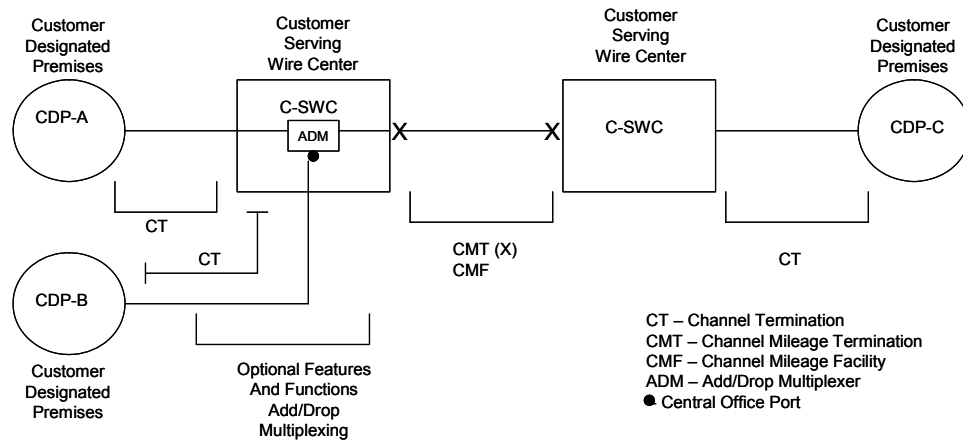 Customer
Designated
Premises
Customer
Serving
Wire Center
Customer
Serving
Wire Center
Customer
Designated
Premises
CDP-A
C-SWC
ADM
X
X
C-SWC
CDP-C
CT
CT
CMT (X)
CMF
CT
CDP-B
Customer
Designated
Premises
Optional Features
And Functions
Add/Drop
Multiplexing
CT – Channel Termination
CMT – Channel Mileage Termination
CMF – Channel Mileage Facility
ADM – Add/Drop Multiplexer
● Central Office Port